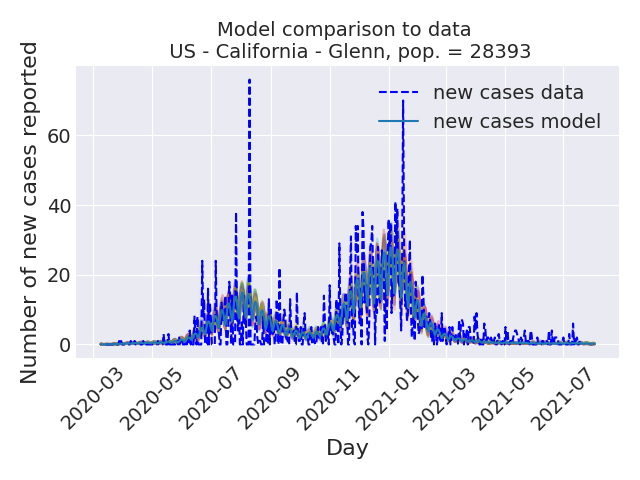 Model comparison to data
US - California - Glenn, pop. = 28393
Number of new cases reported
60
40
20
0
new cases data
new cases model
2020-03
2020-05
2020-07
2020-09
2020-11
2021-01
2021-03
2021-05
2021-07
Day